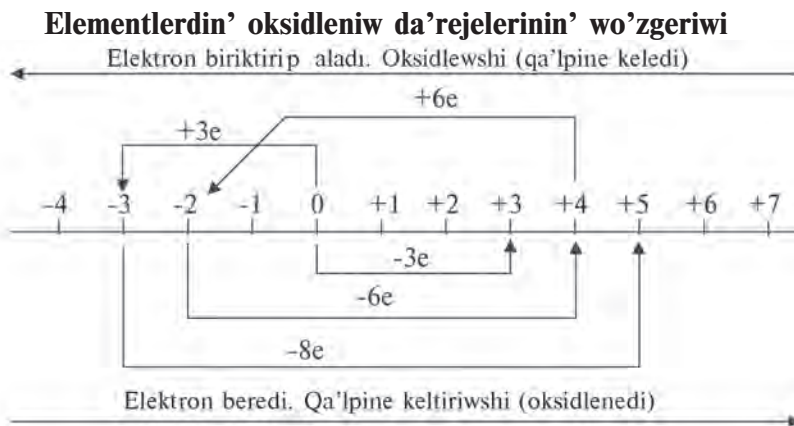 Elementlerdin’ oksidleniw da’rejelerinin’ wo’zgeriwi
Elektron biriktirip aladı. Oksidlewshi (qa’lpine keledi)
+6e
+3e
-4 -3 -2 -1 0 +1 +2 +3 +4 +5 +6 +7
-3e
-6e
-8e
Elektron beredi. Qa’lpine keltiriwshi (oksidlenedi)